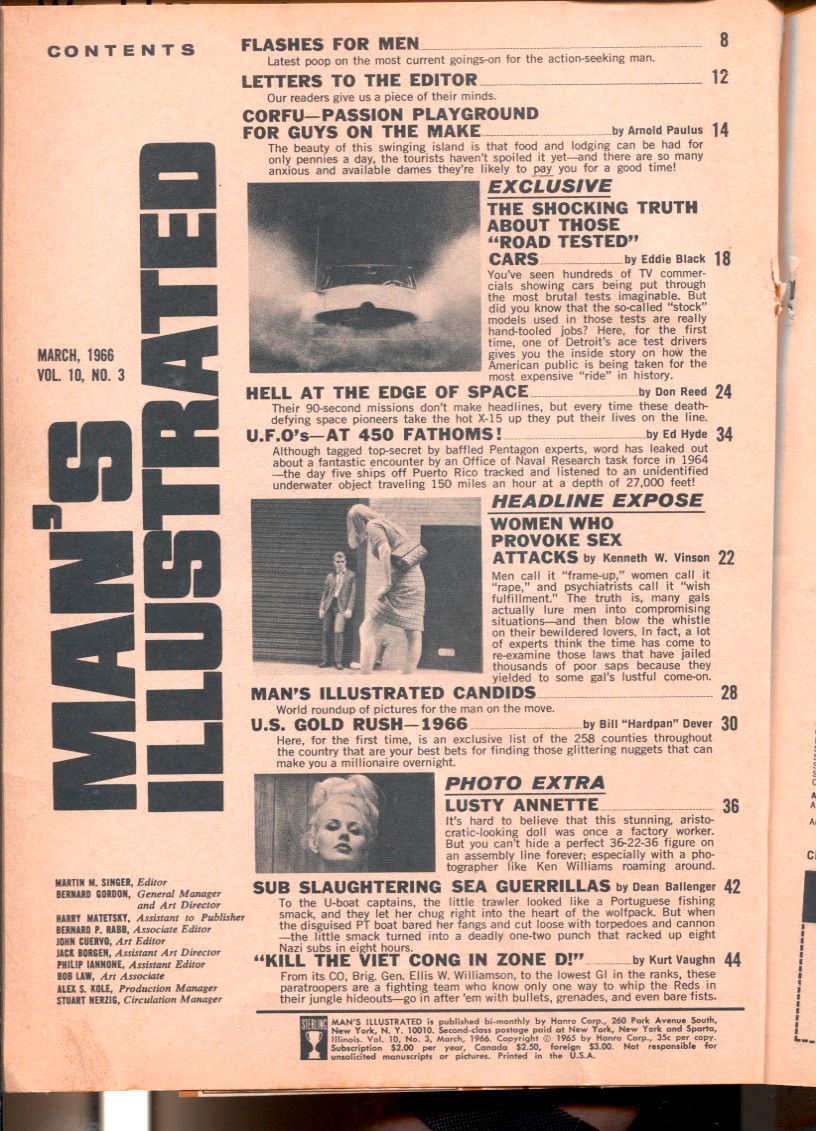 CONTENTS
MAN'S
ILLUSTRATED
MARCH, 1966
VOL. 10, NO. 3
FLASHES FOR MEN 8
Latest poop on the most current goings-on for the action-seeking man.
LETTERS TO THE EDITOR 12
Our readers give us a piece of their minds.
CORFU—PASSION PLAYGROUND
FOR GUYS ON THE MAKE by Arnold Paulus 14
The beauty of this swinging island is that food and lodging can be had for
only pennies a day, the tourists haven't spoiled it yet—and there are so many
anxious and available dames they're likely to pay you for a good time!
EXCLUSIVE
THE SHOCKING TRUTH
ABOUT THOSE
"ROAD TESTED"
CARS by Eddie Black 18
You've seen hundreds of TV commer-
cials showing cars being put through
the most brutal tests imaginable. But
did you know that the so-called "stock"
models used in those tests are really
hand-tooled jobs? Here, for the first
time, one of Detroit's ace test drivers
gives you the inside story on how the
American public is being taken for the
most expensive "ride" in history.
HELL AT THE EDGE OF SPACE by Don Reed 24
Their 90-second missions don't make headlines, but every time these death-
defying space pioneers take the hot X-15 up they put their lives on the line.
U.F.O's—AT 450 FATHOMS! by Ed Hyde 34
Although tagged top-secret by baffled Pentagon experts, word has leaked out
about a fantastic encounter by an Office of Naval Research task force in 1964
—the day five ships off Puerto Rico tracked and listened to an unidentified
underwater object traveling 150 miles an hour at a depth of 27,000 feet!
HEADLINE EXPOSE
WOMEN WHO
PROVOKE SEX
ATTACKS by Kenneth W. Vinson 22
Men call it "frame-up," women call it
"rape," and psychiatrists call it "wish
fulfillment." The truth is, many gals
actually lure men into compromising
situations—and then blow the whistle
on their bewildered lovers. In fact, a lot
of experts think the time has come to
re-examine those laws that have jailed
thousands of poor saps because they
yielded to some gal's lustful come-on.
MAN'S ILLUSTRATED CANDIDS 28
World roundup of pictures for the man on the move.
U.S. GOLD RUSH—1966 by Bill "Hardpan" Dever 30
Here, for the first time, is an exclusive list of the 258 counties throughout
the country that are your best bets for finding those glittering nuggets that can
make you a millionaire overnight.
PHOTO EXTRA
LUSTY ANNETTE 36
It's hard to believe that this stunning, aristo-
cratic-looking doll was once a factory worker.
But you can't hide a perfect 36-22-36 figure on
an assembly line forever; especially with a pho-
tographer like Ken Williams roaming around.
SUB SLAUGHTERING SEA GUERRILLAS by Dean Ballenger 42
To the U-boat captains, the little trawler looked like a Portuguese fishing
smack, and they let her chug right into the heart of the wolfpack. But when
the disguised PT boat bared her fangs and cut loose with torpedoes and cannon
—the little smack turned into a deadly one-two punch that racked up eight
Nazi subs in eight hours.
"KILL THE VIET CONG IN ZONE D!" by Kurt Vaughn 44
From its CO, Brig. Gen. Ellis W. Williamson, to the lowest GI in the ranks, these
paratroopers are a fighting team who know only one way to whip the Reds in
their jungle hideouts—go in after 'em with bullets, grenades, and even bare fists.
MARTIN M. SINGER, Editor
BERNARD GORDON, General Manager
and Art Director
HARRY MATETSKY, Assistant to Publisher
BERNARD P. RABB, Associate Editor
JOHN CUERVO, Art Editor
JACK BORGEN, Assistant Art Director
PHILIP IANNONE, Assistant Editor
BOB LAW, Art Associate
ALEX S. KOLE, Production Manager
STUART NERZIG, Circulation Manager
STERLING
MAN'S ILLUSTRATED is published bi-monthly by Hanro Corp., 260 Park Avenue South,
New York, N. Y. 10010. Second-class postage paid at New York, New York and Sparta,
Illinois. Vol. 10, No. 3, March, 1966. Copyright © 1965 by Hanro Corp., 35c per copy.
Subscription $2.00 per year, Canada $2.50, foreign $3.00. Not responsible for
unsolicited manuscripts or pictures. Printed in the U.S.A.